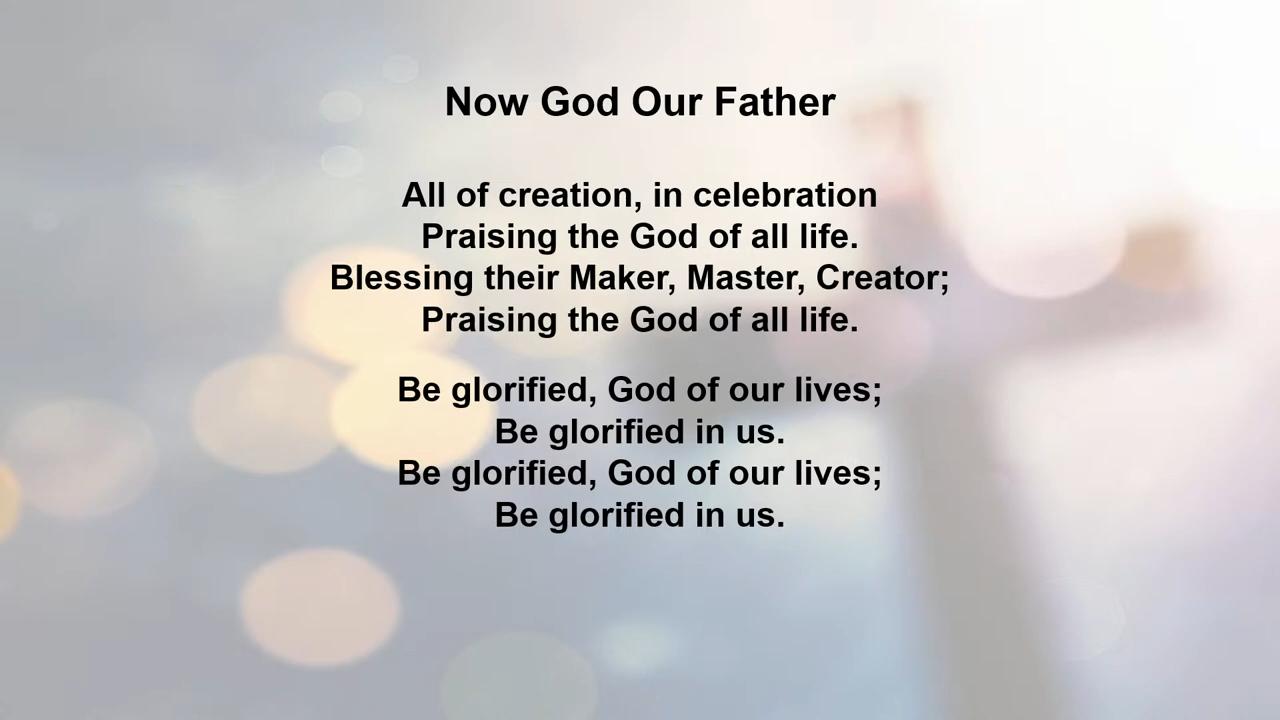 Now God Our Father
All of creation, in celebration
Praising the God of all life.
Blessing their Maker, Master, Creator;
Praising the God of all life.
Be glorified, God of our lives;
Be glorified in us.
Be glorified, God of our lives;
Be glorified in us.